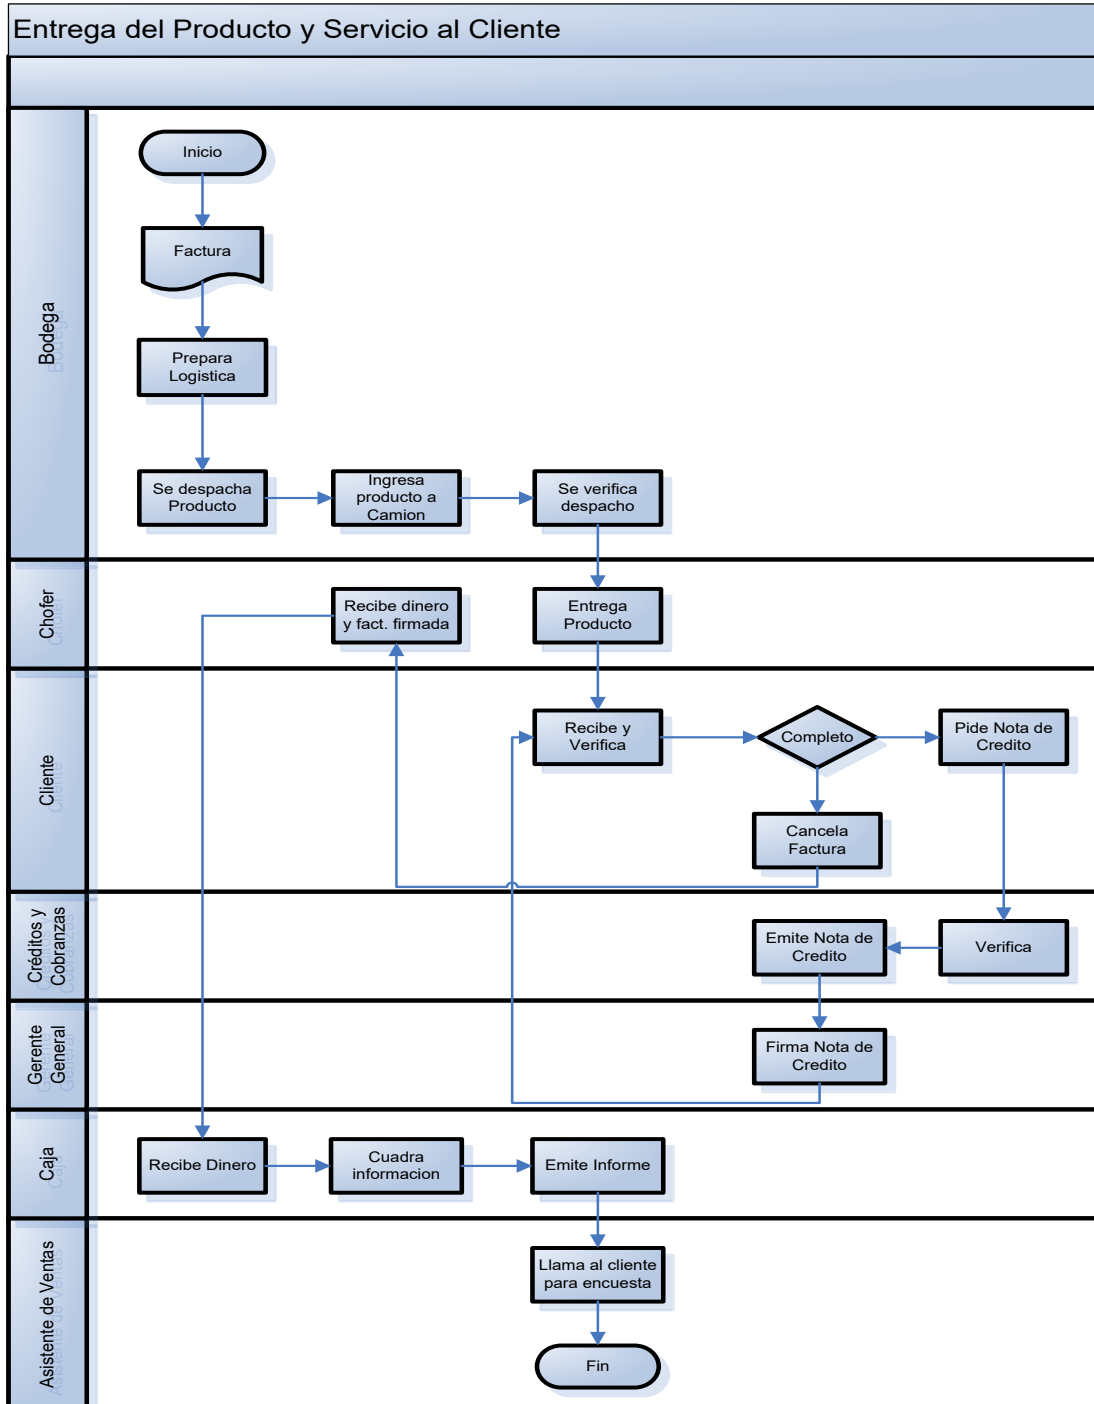 Entrega del Producto y Servicio al Cliente
Bodega
Inicio
Factura
Prepara
Logistica
Se despacha
Producto
Ingresa
producto a
Camion
Se verifica
despacho
Chofer
Recibe dinero
y fact. firmada
Entrega
Producto
Cliente
Recibe y
Verifica
Completo
Pide Nota de
Credito
Cancela
Factura
Créditos y
Cobranzas
Emite Nota de
Credito
Verifica
Gerente
General
Firma Nota de
Credito
Caja
Recibe Dinero
Cuadra
informacion
Emite Informe
Asistente de Ventas
Llama al cliente
para encuesta
Fin